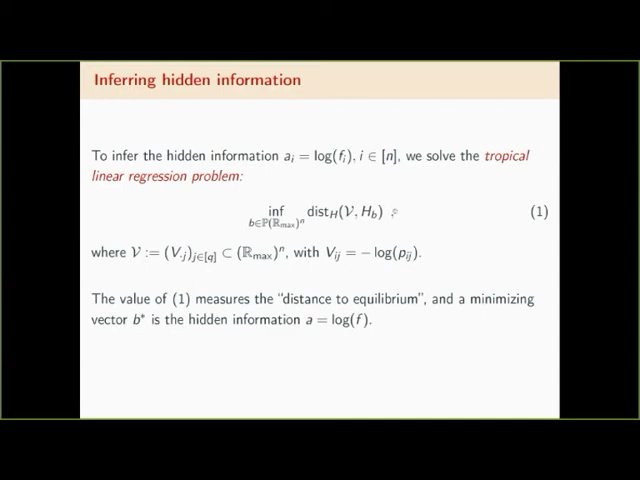 Inferring hidden information
To infer the hidden information aᵢ = log(fᵢ), i ∈ [n], we solve the tropical
linear regression problem:
inf_{b∈ℙ(ℝ_max)ⁿ} dist_H(𝒱, H_b) , (1)
where 𝒱 := (V_{·j})_{j∈[q]} ⊂ (ℝ_max)ⁿ, with V_{ij} = − log(p_{ij}).
The value of (1) measures the “distance to equilibrium”, and a minimizing
vector b* is the hidden information a = log(f).